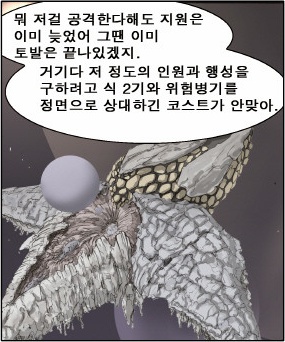 뭐 저걸 공격한다해도 지원은
이미 늦었어 그땐 이미
토발은 끝나있겠지.
거기다 저 정도의 인원과 행성을
구하려고 식 2기와 위험병기를
정면으로 상대하긴 코스트가 안맞아.